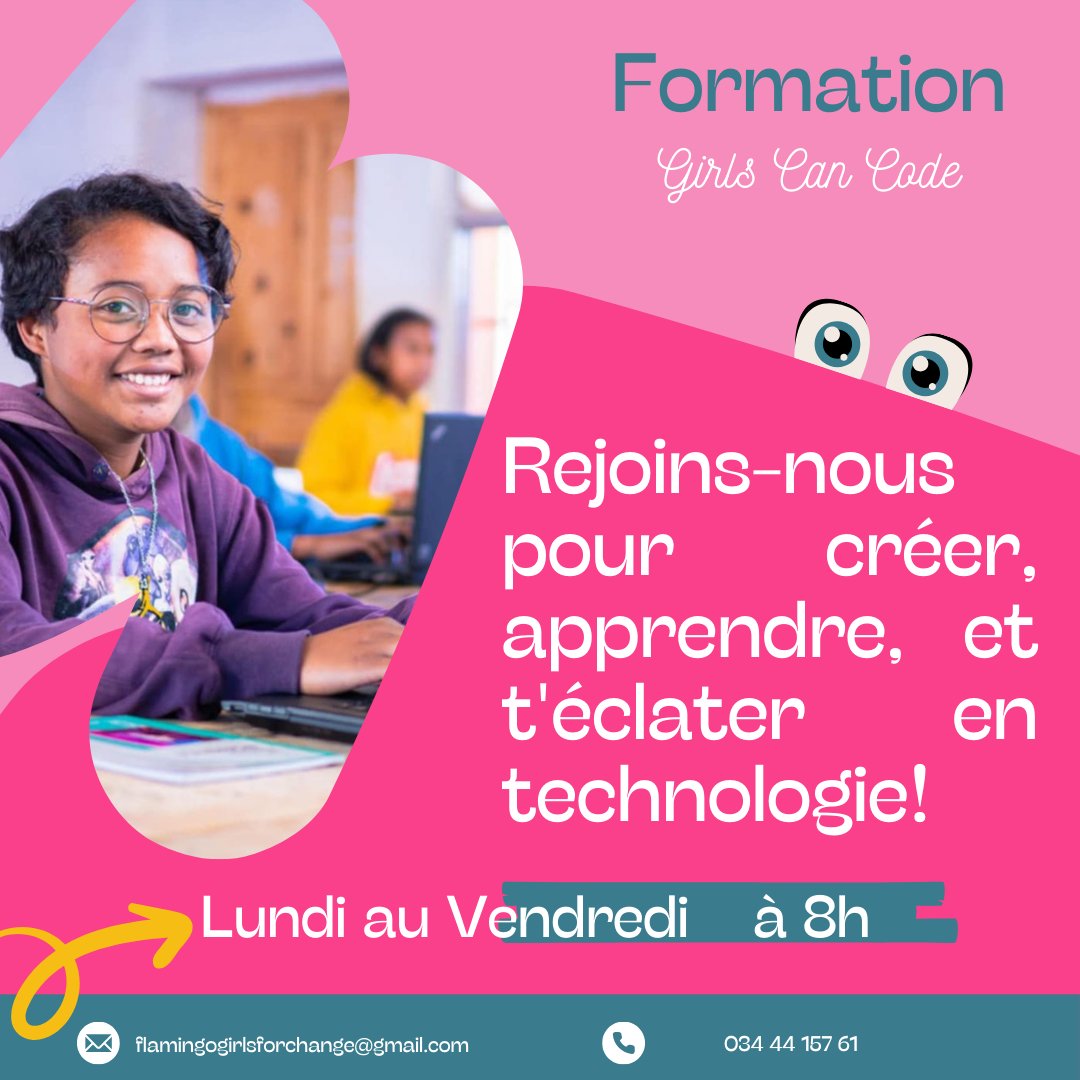 Formation
Girls Can Code
Rejoins-nous
pour créer,
apprendre, et
t'éclater en
technologie!
Lundi au Vendredi à 8h
flamingogirlsforchange@gmail.com
034 44 157 61